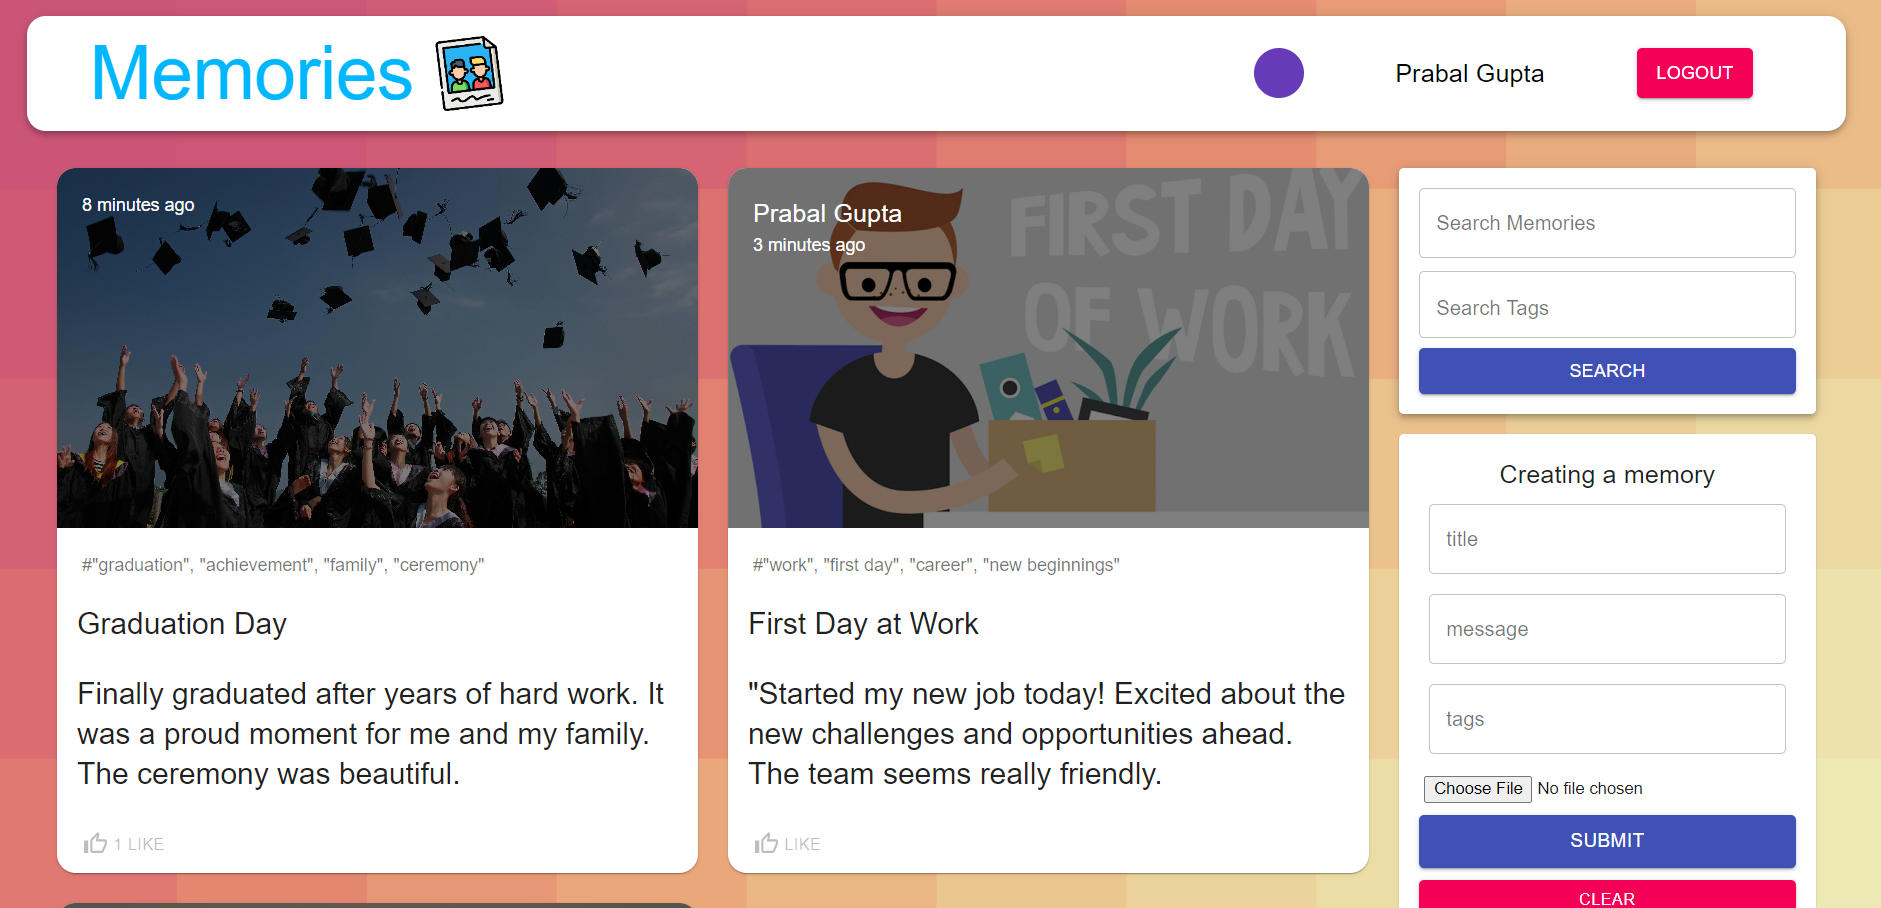 Memories
Prabal Gupta
LOGOUT
8 minutes ago
#"graduation", "achievement", "family", "ceremony"
Graduation Day
Finally graduated after years of hard work. It
was a proud moment for me and my family.
The ceremony was beautiful.
1 LIKE
Prabal Gupta
3 minutes ago
FIRST DAY
OF WORK
#"work", "first day", "career", "new beginnings"
First Day at Work
"Started my new job today! Excited about the
new challenges and opportunities ahead.
The team seems really friendly.
LIKE
Search Memories
Search Tags
SEARCH
Creating a memory
title
message
tags
Choose File No file chosen
SUBMIT
CLEAR